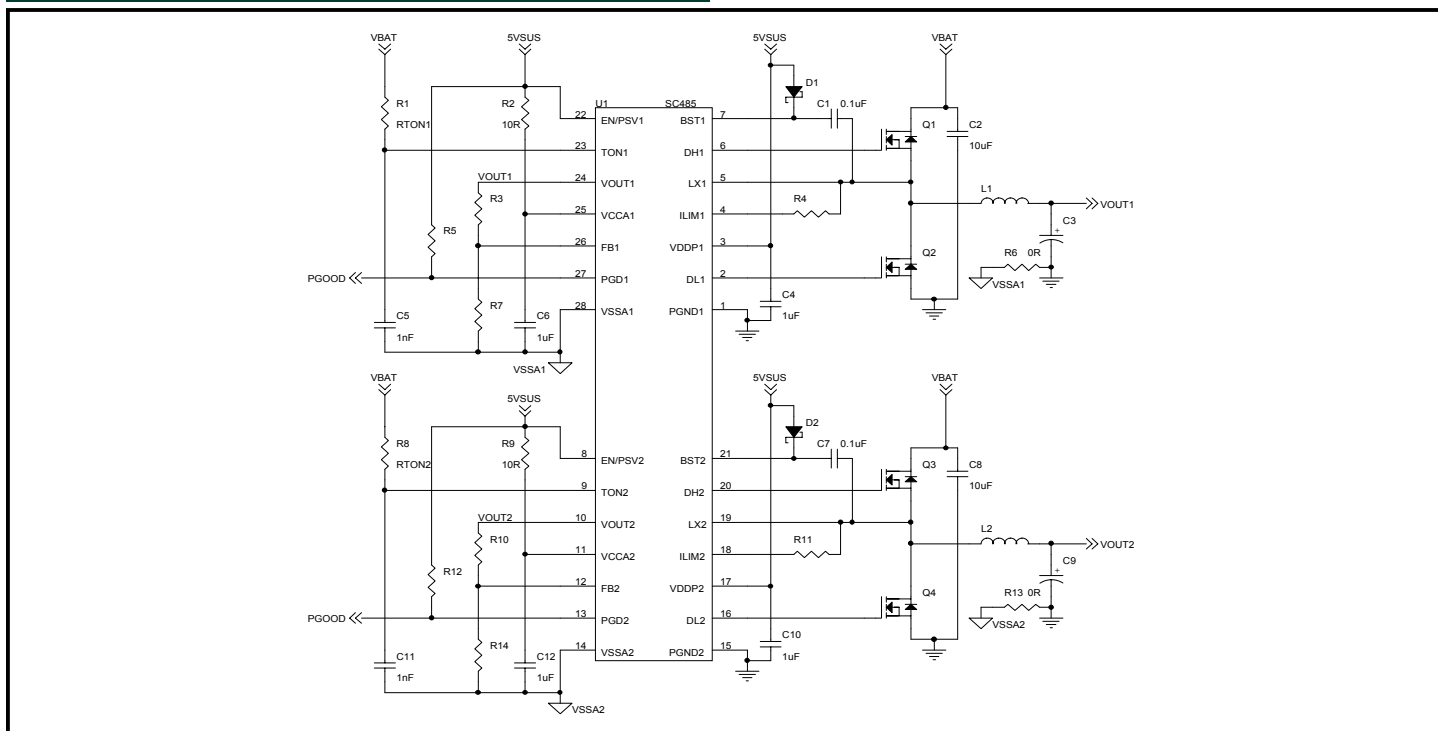 VBAT
5VSUS
5VSUS
VBAT
D1
R1
RTON1
R2
10R
U1
SC485
C1 0.1uF
22 EN/PSV1
BST1 7
Q1
C2
10uF
23 TON1
DH1 6
VOUT1
24 VOUT1
LX1 5
R3
R4
L1
VOUT1
25 VCCA1
ILIM1 4
C3
+
R5
26 FB1
VDDP1 3
Q2
R6 0R
PGOOD
27 PGD1
DL1 2
VSSA1
R7
C4
1uF
C5
1nF
C6
1uF
28 VSSA1
PGND1 1
VSSA1
VBAT
5VSUS
5VSUS
VBAT
D2
R8
RTON2
R9
10R
C7 0.1uF
8 EN/PSV2
BST2 21
Q3
C8
10uF
9 TON2
DH2 20
VOUT2
10 VOUT2
LX2 19
R10
R11
L2
VOUT2
11 VCCA2
ILIM2 18
C9
+
R12
12 FB2
VDDP2 17
Q4
R13 0R
PGOOD
13 PGD2
DL2 16
VSSA2
R14
C10
1uF
C11
1nF
C12
1uF
14 VSSA2
PGND2 15
VSSA2